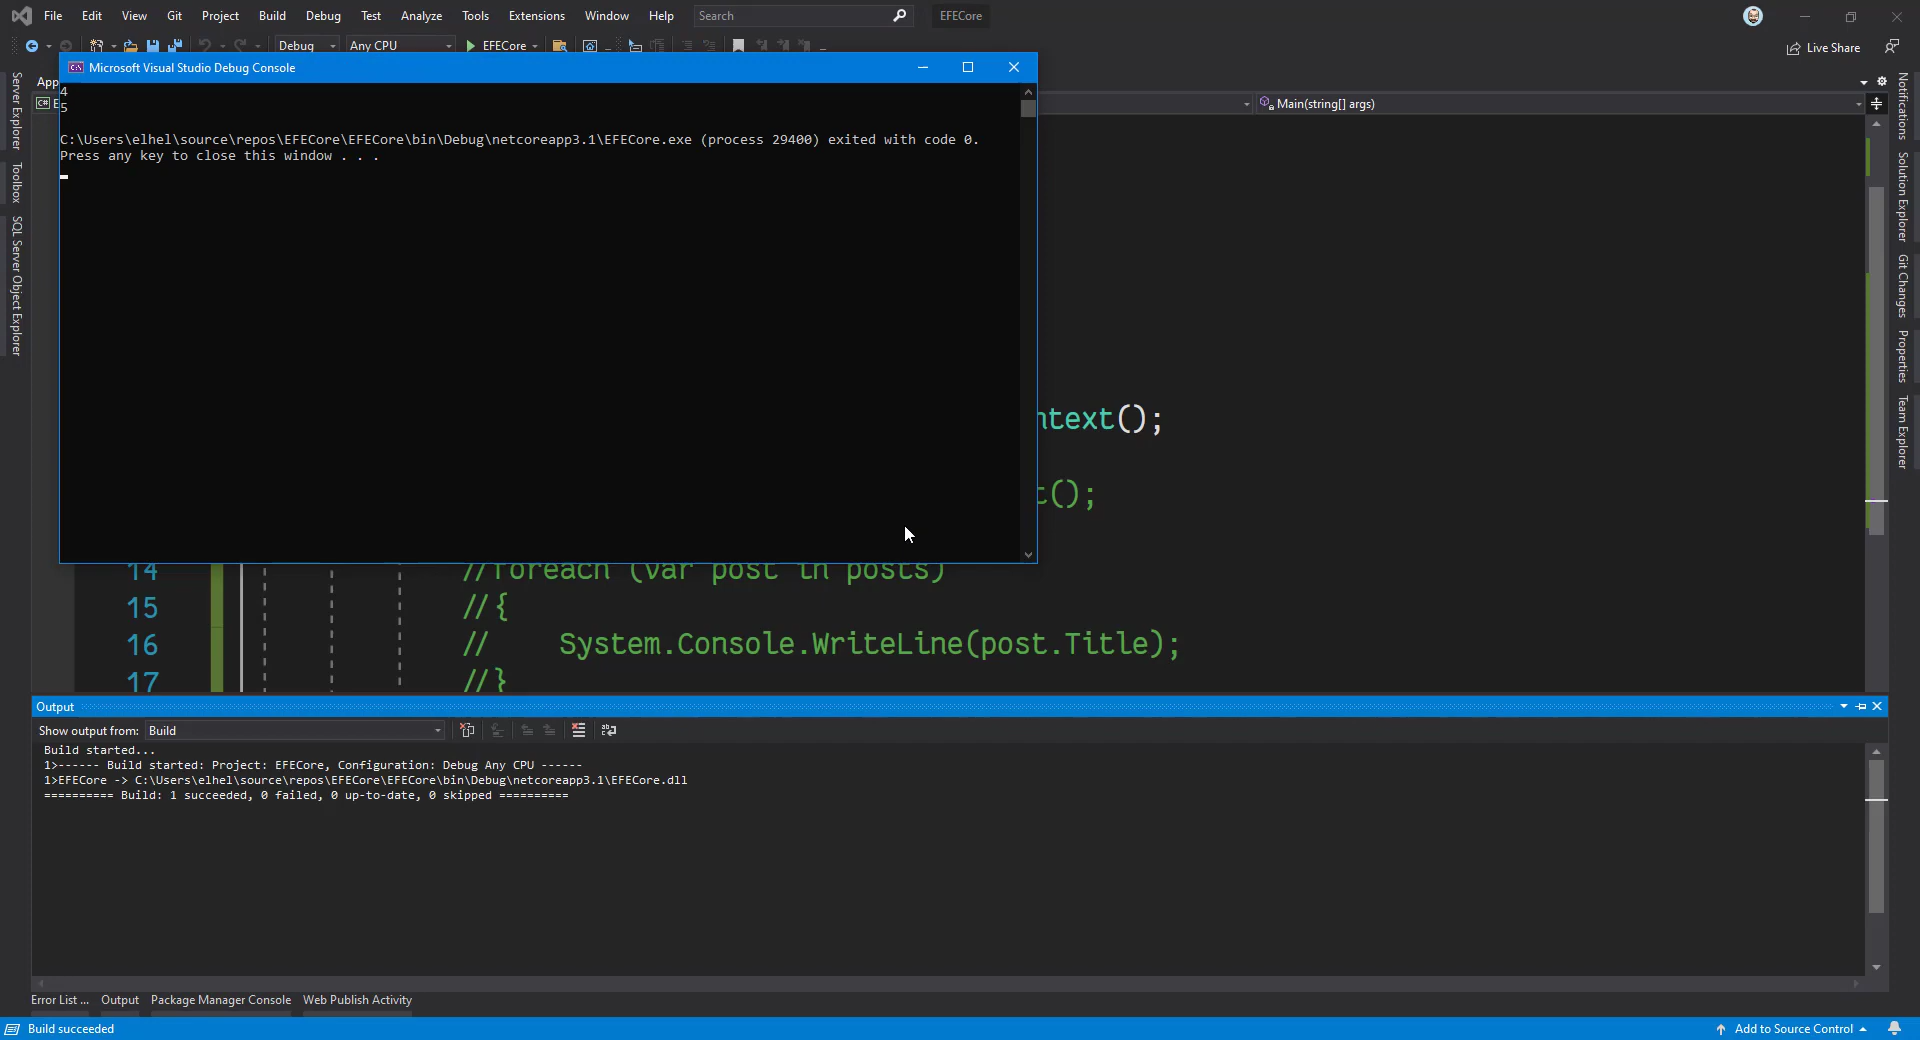 File Edit View Git Project Build Debug Test Analyze Tools Extensions Window Help Search EFECore
Debug Any CPU EFECore Live Share
Microsoft Visual Studio Debug Console
App
Main(string[] args)
4
5
C:\Users\elhel\source\repos\EFECore\EFECore\bin\Debug\netcoreapp3.1\EFECore.exe (process 29400) exited with code 0.
Press any key to close this window . . .
Server Explorer
Toolbox
SQL Server Object Explorer
Notifications
Solution Explorer
Git Changes
Properties
Team Explorer
ntext();
t();
14 //foreach (var post in posts)
15 //{
16 // System.Console.WriteLine(post.Title);
17 //}
Output
Show output from: Build
Build started...
1>------ Build started: Project: EFECore, Configuration: Debug Any CPU ------
1>EFECore -> C:\Users\elhel\source\repos\EFECore\EFECore\bin\Debug\netcoreapp3.1\EFECore.dll
========== Build: 1 succeeded, 0 failed, 0 up-to-date, 0 skipped ==========
Error List ... Output Package Manager Console Web Publish Activity
Build succeeded Add to Source Control